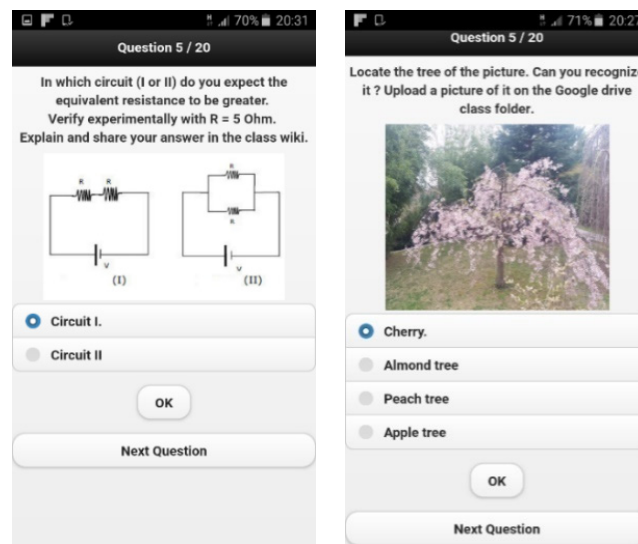 70% 20:31
Question 5 / 20
In which circuit (I or II) do you expect the
equivalent resistance to be greater.
Verify experimentally with R = 5 Ohm.
Explain and share your answer in the class wiki.
R R
V
(I)
R
R
V
(II)
Circuit I.
Circuit II
OK
Next Question
71% 20:27
Question 5 / 20
Locate the tree of the picture. Can you recognize
it ? Upload a picture of it on the Google drive
class folder.
Cherry.
Almond tree
Peach tree
Apple tree
OK
Next Question